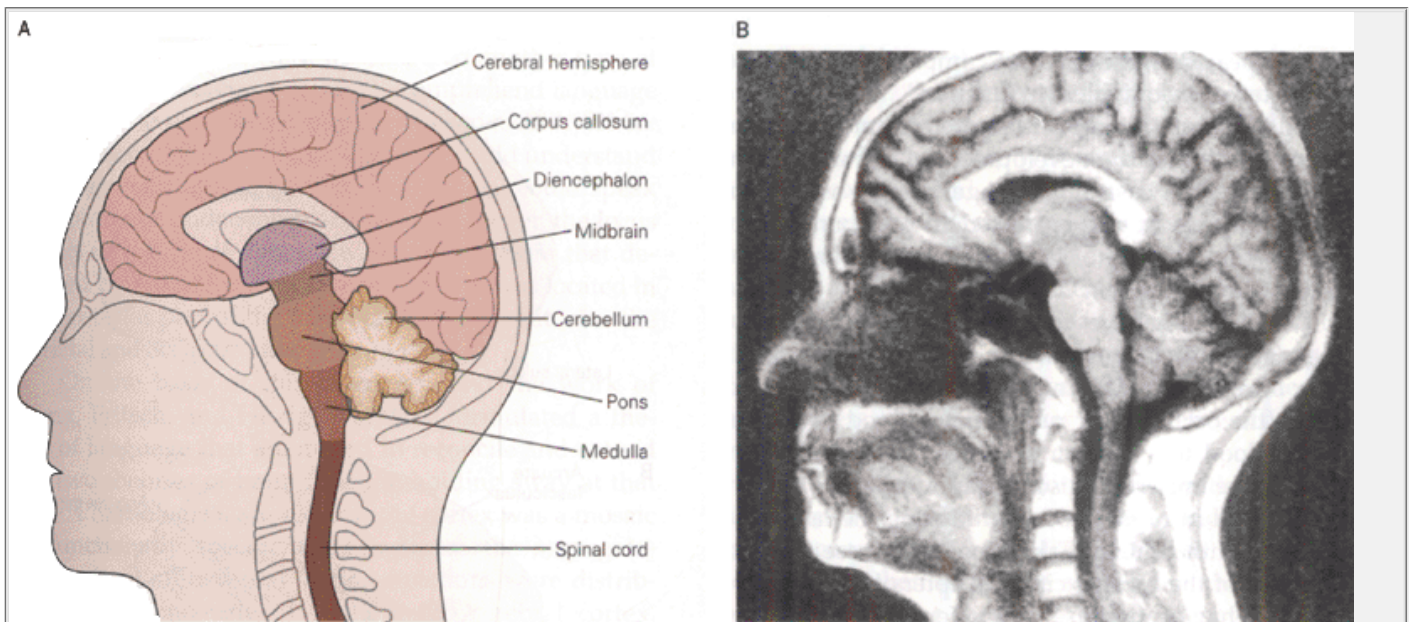 A
B
Cerebral hemisphere
Corpus callosum
Diencephalon
Midbrain
Cerebellum
Pons
Medulla
Spinal cord